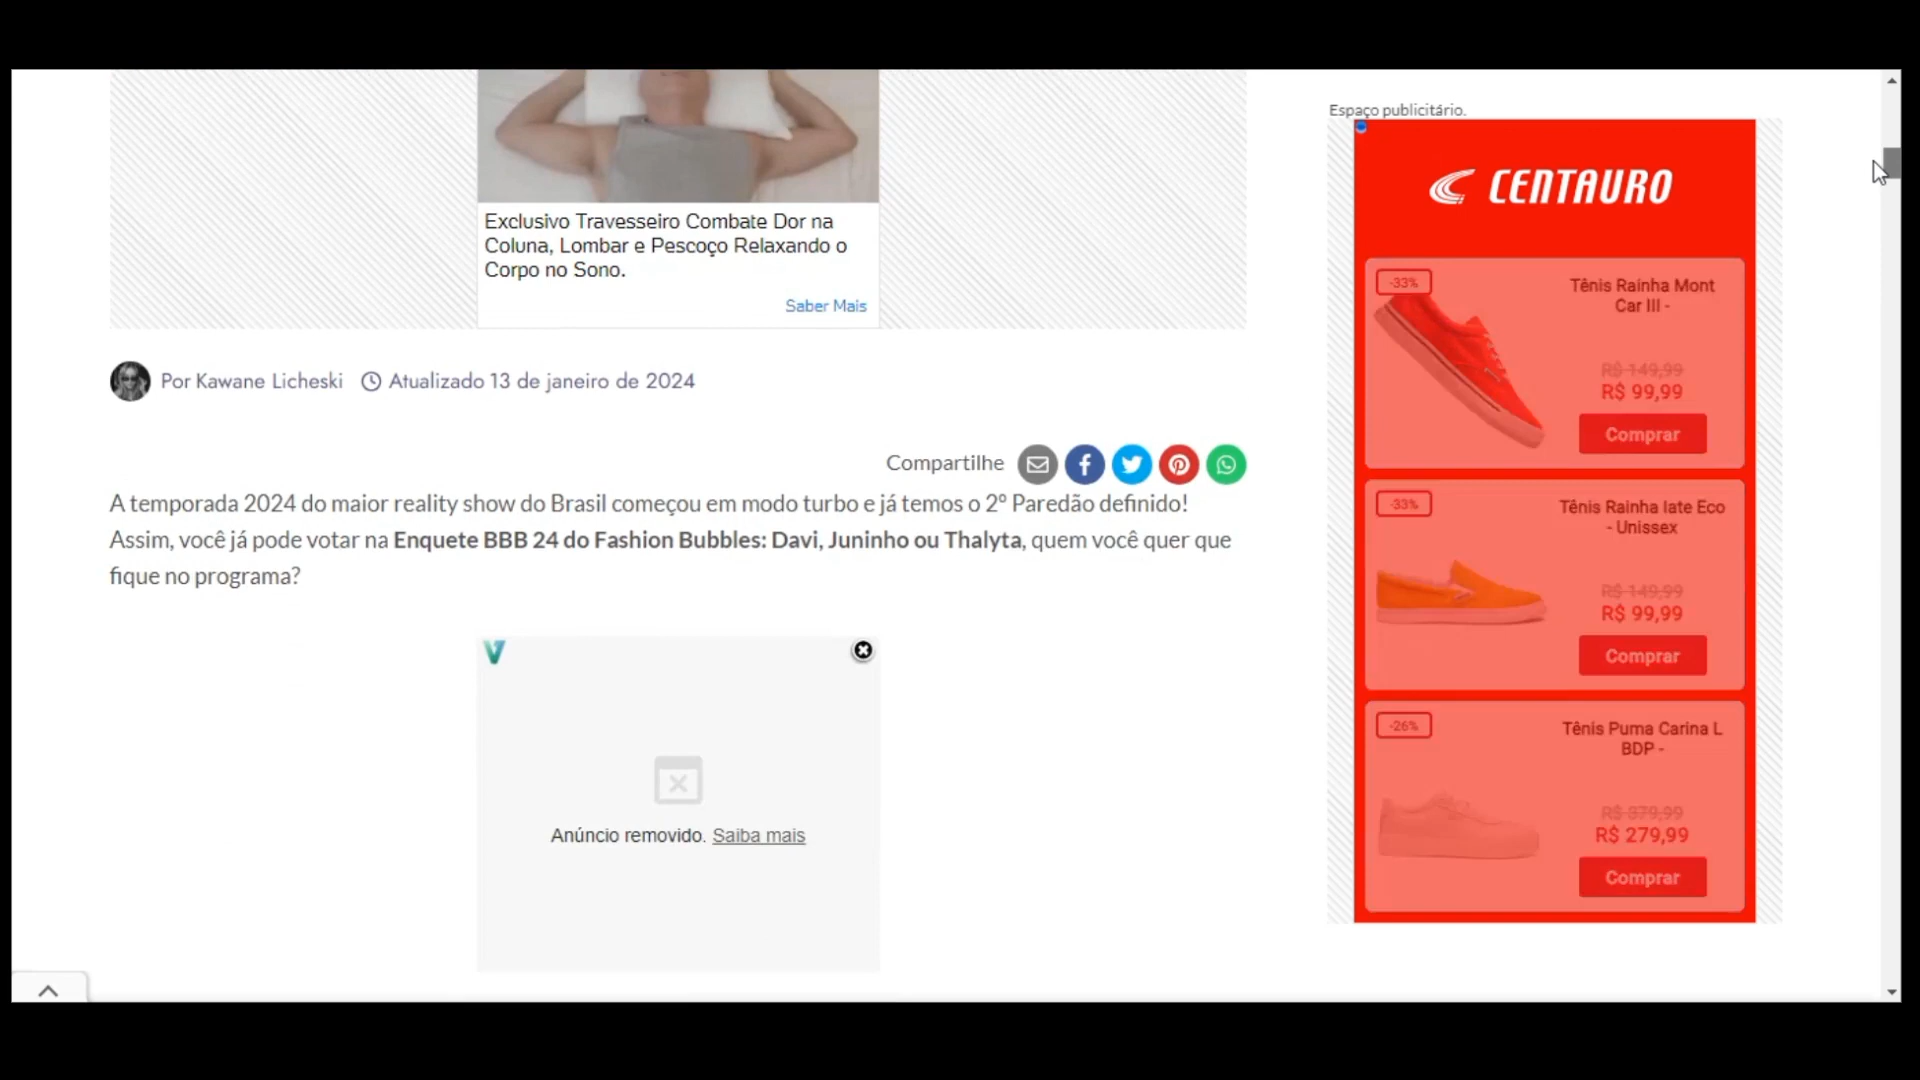 Exclusivo Travesseiro Combate Dor na
Coluna, Lombar e Pescoço Relaxando o
Corpo no Sono.
Saber Mais
Por Kawane Licheski Atualizado 13 de janeiro de 2024
Compartilhe
A temporada 2024 do maior reality show do Brasil começou em modo turbo e já temos o 2º Paredão definido!
Assim, você já pode votar na Enquete BBB 24 do Fashion Bubbles: Davi, Juninho ou Thalyta, quem você quer que
fique no programa?
V
Anúncio removido. Saiba mais
Espaço publicitário.
CENTAURO
-33%
Tênis Rainha Mont
Car III -
R$ 149,99
R$ 99,99
Comprar
-33%
Tênis Rainha Iate Eco
- Unissex
R$ 149,99
R$ 99,99
Comprar
-26%
Tênis Puma Carina L
BDP -
R$ 379,99
R$ 279,99
Comprar